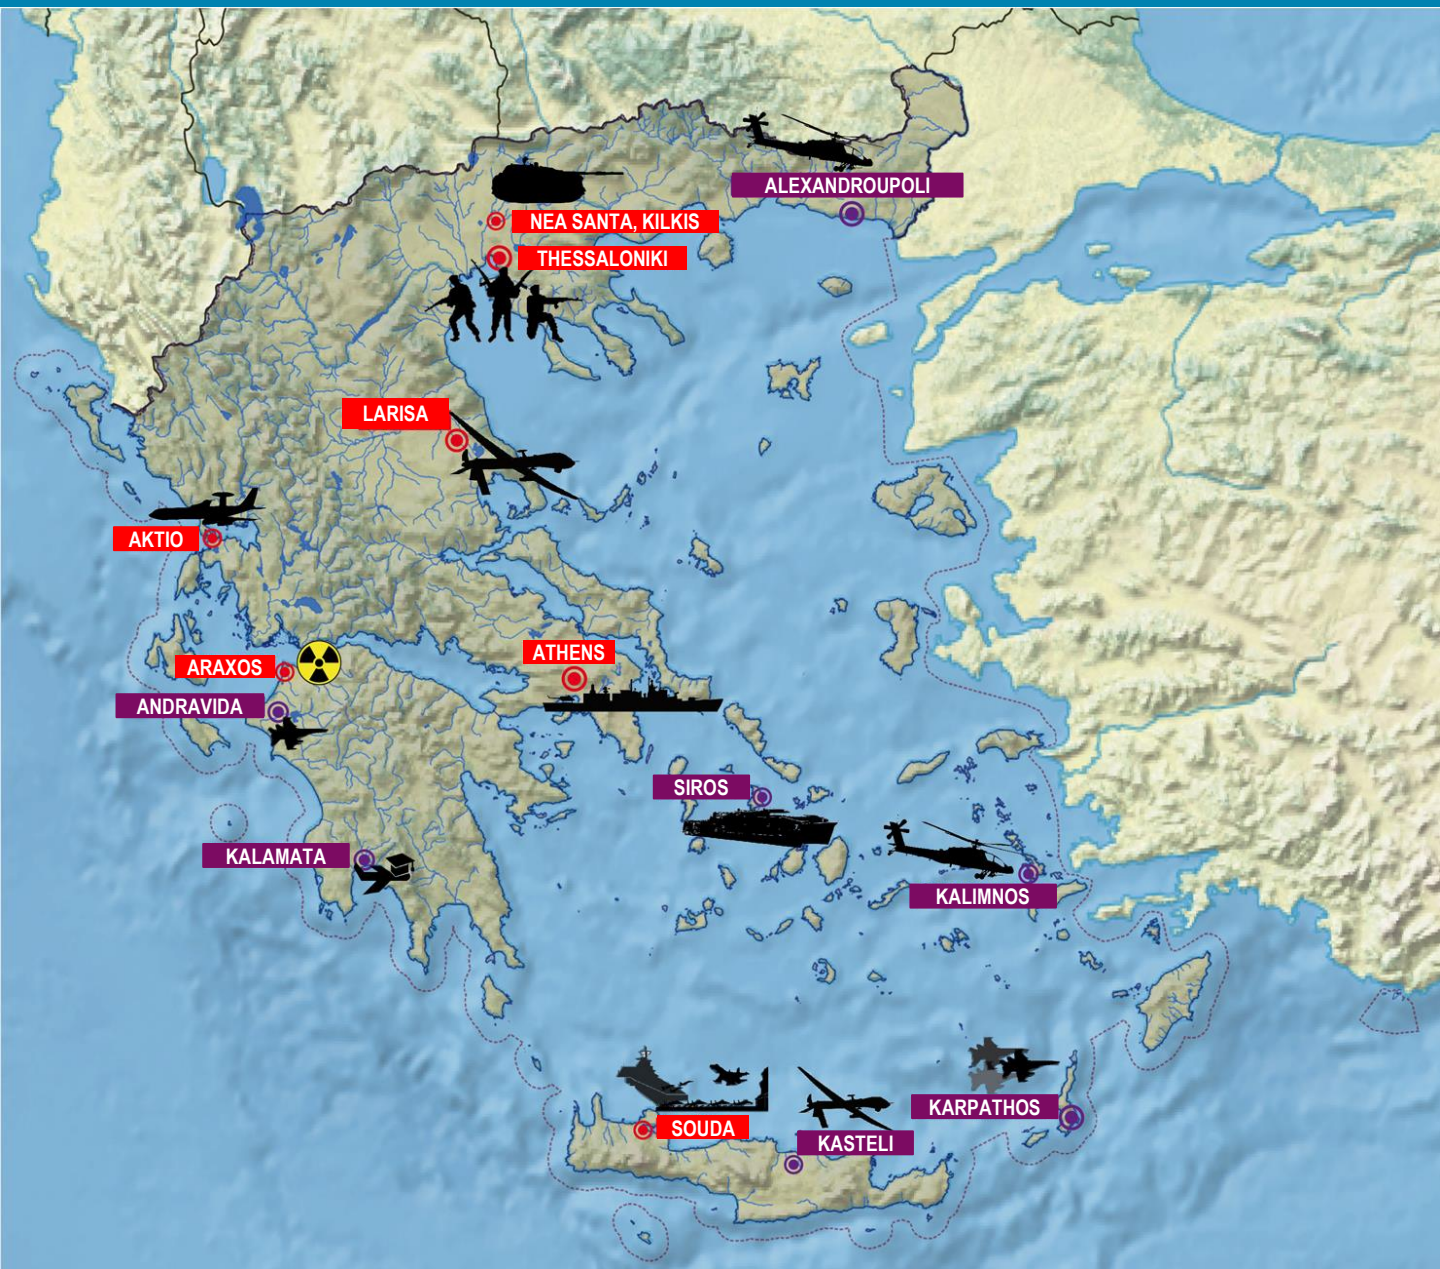 ALEXANDROUPOLI
NEA SANTA, KILKIS
THESSALONIKI
LARISA
AKTIO
ATHENS
ARAXOS
ANDRAVIDA
SIROS
KALAMATA
KALIMNOS
KARPATHOS
SOUDA
KASTELI